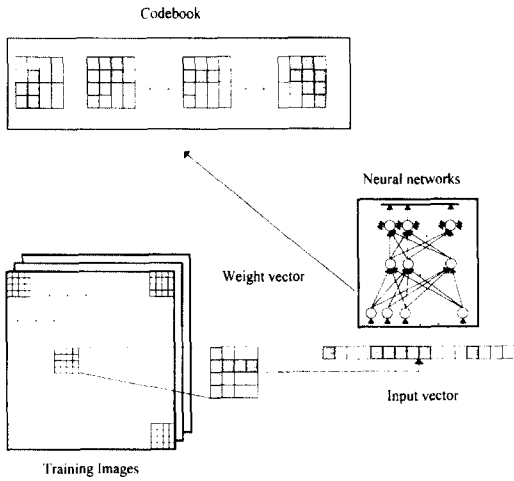 Codebook
Neural networks
Weight vector
Input vector
Training Images